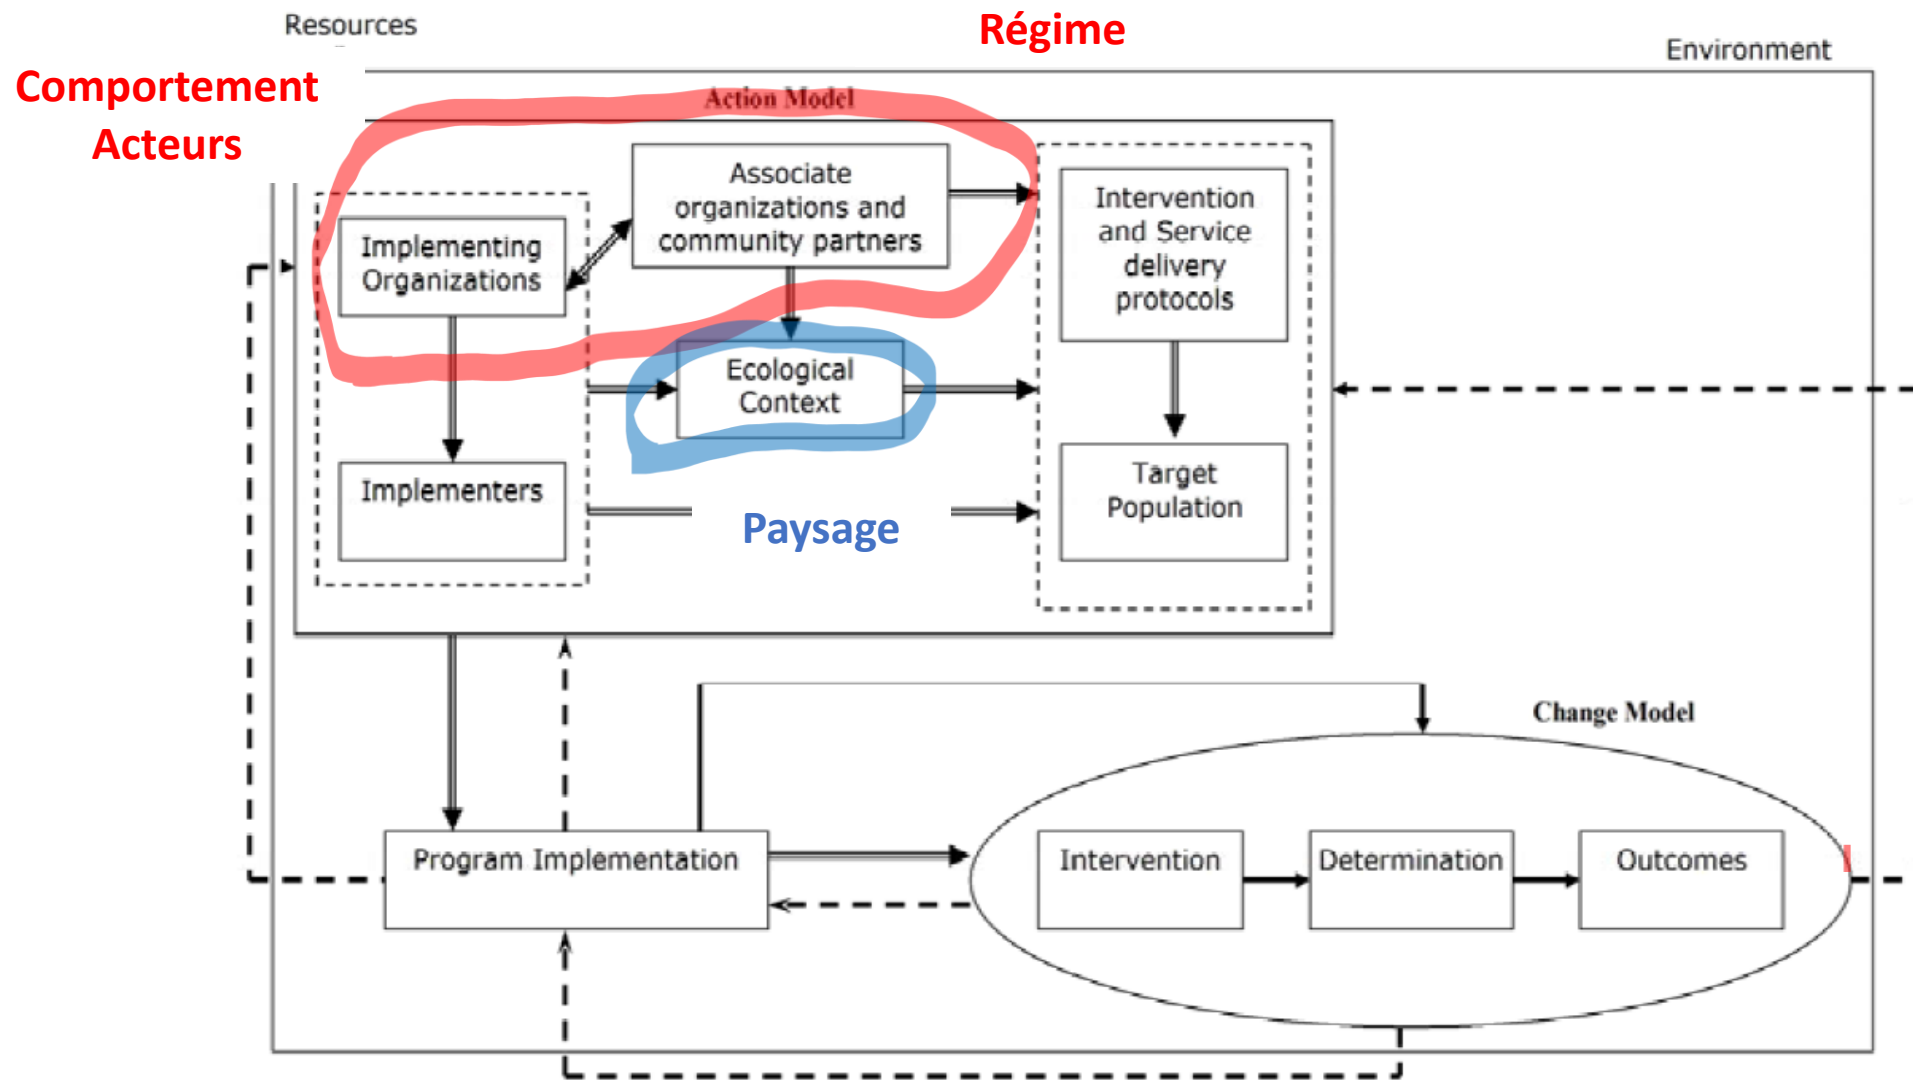 Resources
Régime
Environment
Comportement
Acteurs
Action Model
Associate
organizations and
community partners
Intervention
and Service
delivery
protocols
Implementing
Organizations
Ecological
Context
Implementers
Target
Population
Paysage
Change Model
Program Implementation
Intervention
Determination
Outcomes